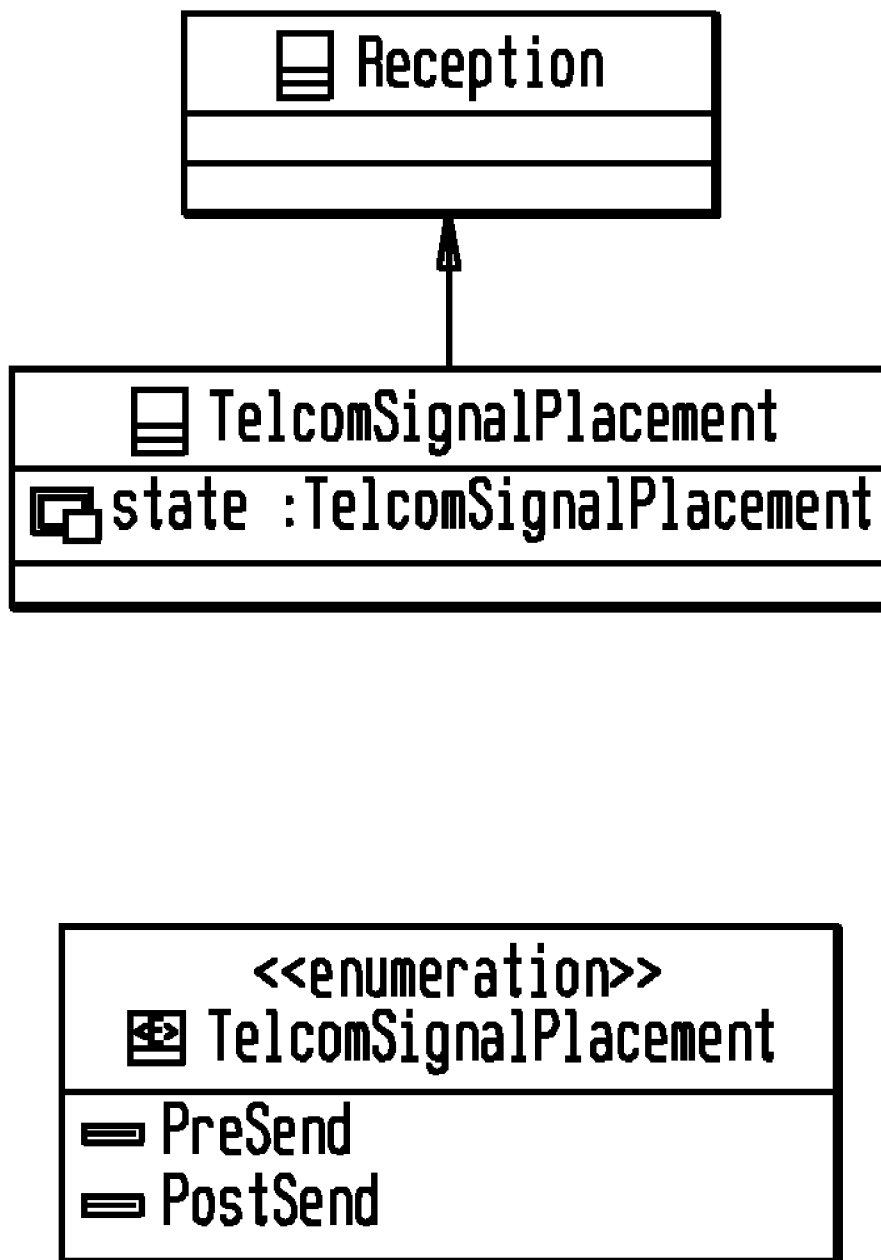 Reception
TelcomSignalPlacement
state :TelcomSignalPlacement
<<enumeration>>
TelcomSignalPlacement
PreSend
PostSend